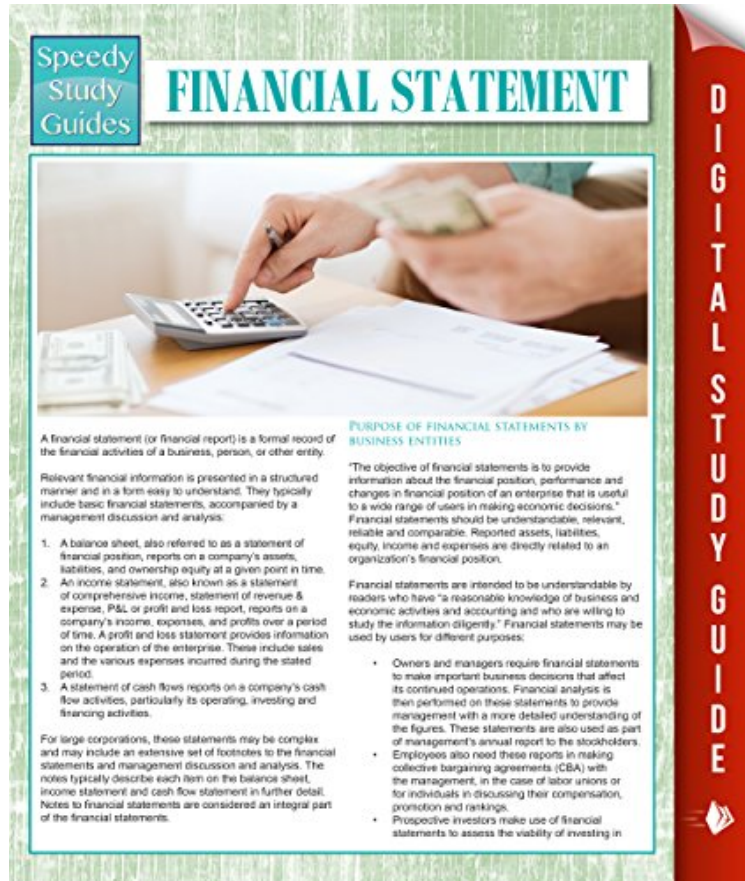 Speedy
Study
Guides
FINANCIAL STATEMENT
A financial statement (or financial report) is a formal record of
the financial activities of a business, person, or other entity.
Relevant financial information is presented in a structured
manner and in a form easy to understand. They typically
include basic financial statements, accompanied by a
management discussion and analysis:
1. A balance sheet, also referred to as a statement of
financial position, reports on a company's assets,
liabilities, and ownership equity at a given point in time.
2. An income statement, also known as a statement
of comprehensive income, statement of revenue &
expense, P&L or profit and loss report, reports on a
company's income, expenses, and profits over a period
of time. A profit and loss statement provides information
on the operation of the enterprise. These include sales
and the various expenses incurred during the stated
period.
3. A statement of cash flows reports on a company's cash
flow activities, particularly its operating, investing and
financing activities.
For large corporations, these statements may be complex
and may include an extensive set of footnotes to the financial
statements and management discussion and analysis. The
notes typically describe each item on the balance sheet,
income statement and cash flow statement in further detail.
Notes to financial statements are considered an integral part
of the financial statements.
PURPOSE OF FINANCIAL STATEMENTS BY
BUSINESS ENTITIES
"The objective of financial statements is to provide
information about the financial position, performance and
changes in financial position of an enterprise that is useful
to a wide range of users in making economic decisions."
Financial statements should be understandable, relevant,
reliable and comparable. Reported assets, liabilities,
equity, income and expenses are directly related to an
organization's financial position.
Financial statements are intended to be understandable by
readers who have "a reasonable knowledge of business and
economic activities and accounting and who are willing to
study the information diligently." Financial statements may be
used by users for different purposes:
• Owners and managers require financial statements
to make important business decisions that affect
its continued operations. Financial analysis is
then performed on these statements to provide
management with a more detailed understanding of
the figures. These statements are also used as part
of management's annual report to the stockholders.
• Employees also need these reports in making
collective bargaining agreements (CBA) with
the management, in the case of labor unions or
for individuals in discussing their compensation,
promotion and rankings.
• Prospective investors make use of financial
statements to assess the viability of investing in
DIGITAL STUDY GUIDE